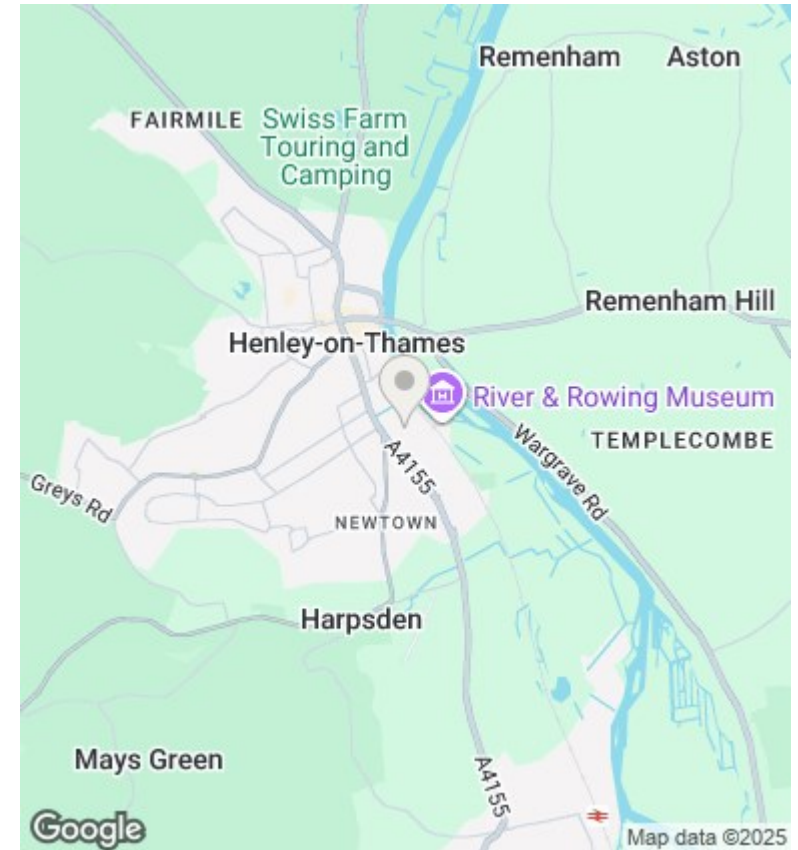 Remenham
Aston
FAIRMILE
Swiss Farm
Touring and
Camping
Remenham Hill
Henley-on-Thames
River & Rowing Museum
TEMPLECOMBE
Wargrave Rd
A4155
Greys Rd
NEWTOWN
Harpsden
Mays Green
A4155
Google
Map data ©2025